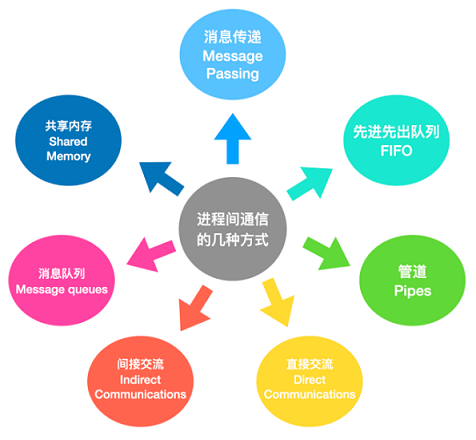 消息传递
Message
Passing
共享内存
Shared
Memory
先进先出队列
FIFO
进程间通信
的几种方式
消息队列
Message queues
管道
Pipes
间接交流
Indirect
Communications
直接交流
Direct
Communications